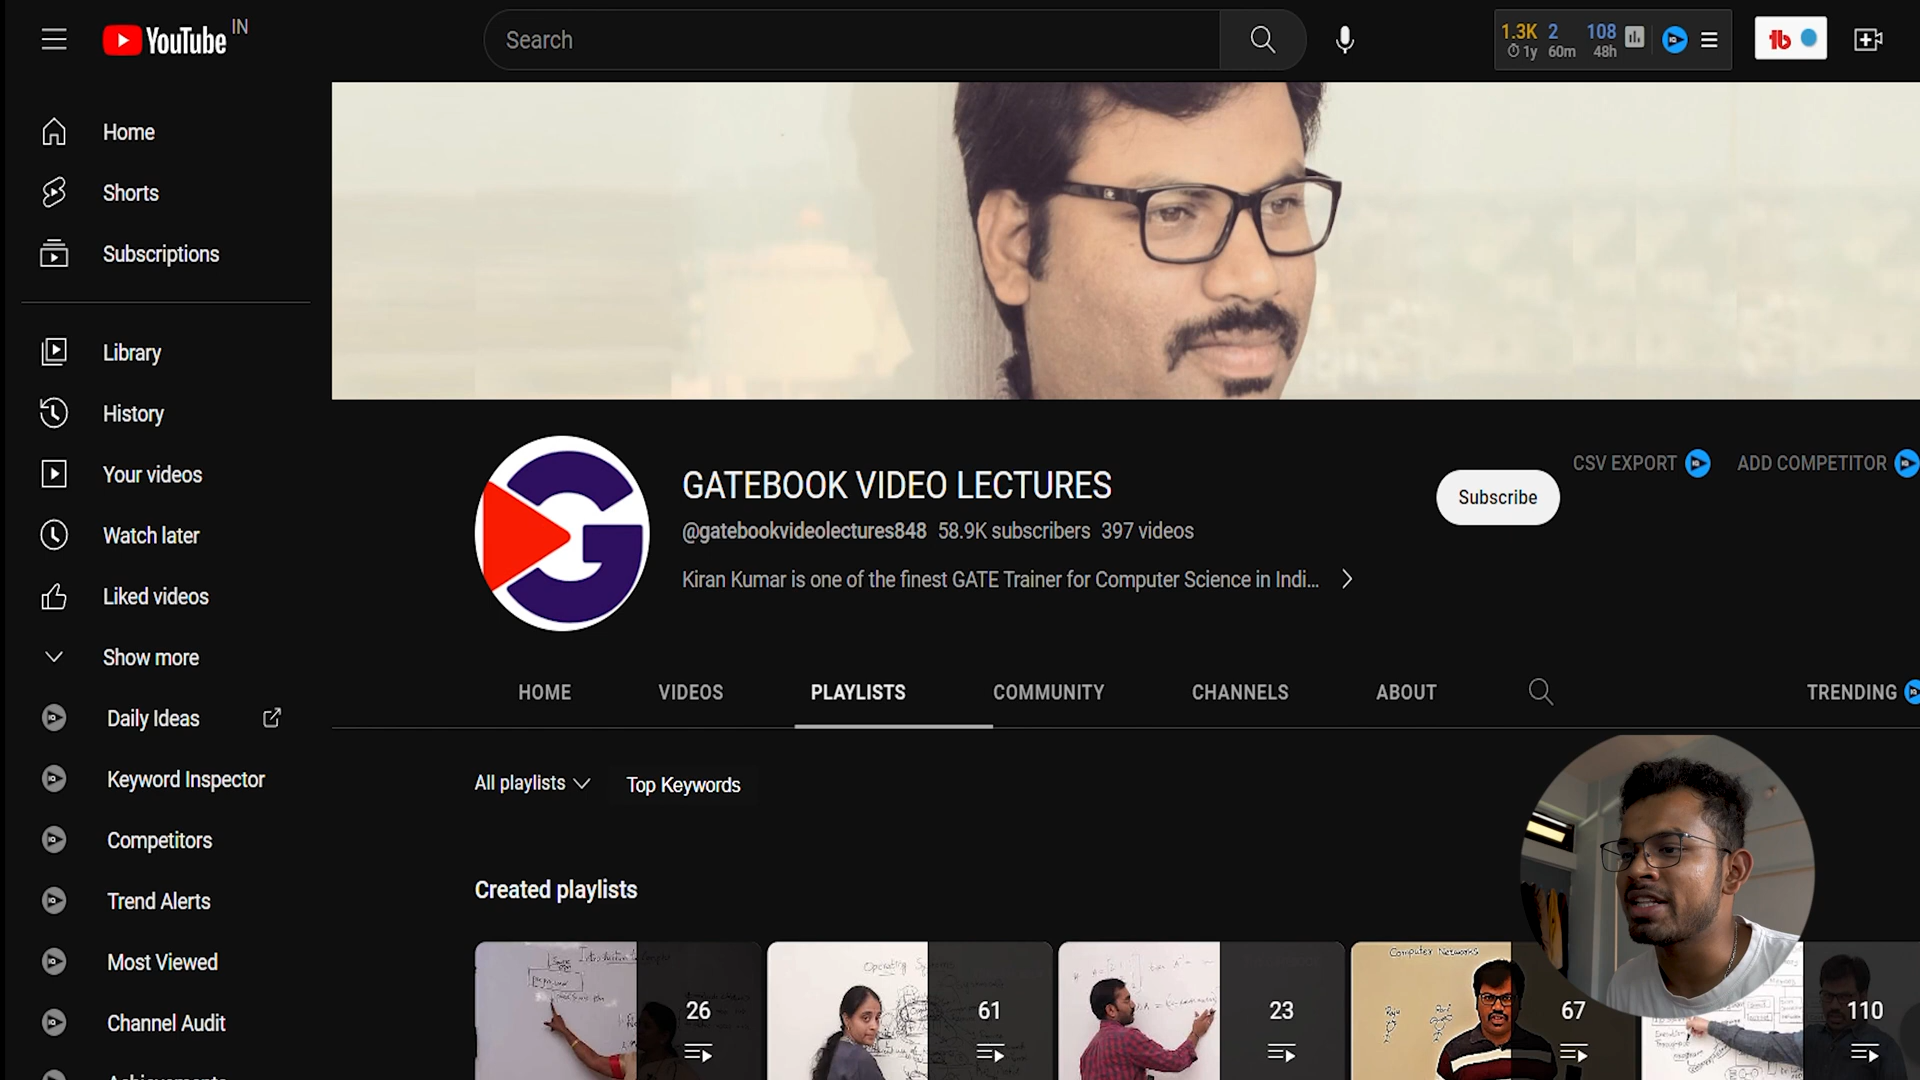 YouTube IN
Search
1.3K 2 108
1y 60m 48h
Home
Shorts
Subscriptions
Library
History
Your videos
Watch later
Liked videos
Show more
Daily Ideas
Keyword Inspector
Competitors
Trend Alerts
Most Viewed
Channel Audit
GATEBOOK VIDEO LECTURES
@gatebookvideolectures848 58.9K subscribers 397 videos
Kiran Kumar is one of the finest GATE Trainer for Computer Science in Indi...
Subscribe
CSV EXPORT
ADD COMPETITOR
HOME
VIDEOS
PLAYLISTS
COMMUNITY
CHANNELS
ABOUT
TRENDING
All playlists
Top Keywords
Created playlists
26
Operating
61
23
Computer Networks
67
110